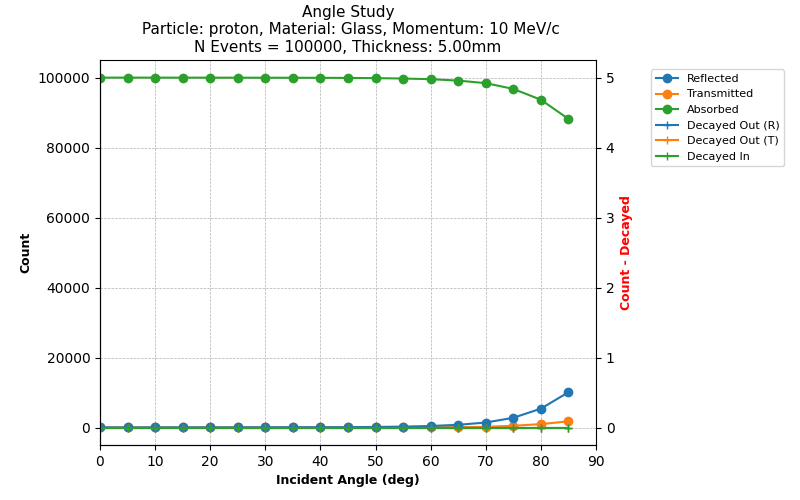 Angle Study
Particle: proton, Material: Glass, Momentum: 10 MeV/c
N Events = 100000, Thickness: 5.00mm
100000
80000
60000
40000
20000
0
Count
0 10 20 30 40 50 60 70 80 90
Incident Angle (deg)
5
4
3
2
1
0
Count - Decayed
Reflected
Transmitted
Absorbed
Decayed Out (R)
Decayed Out (T)
Decayed In